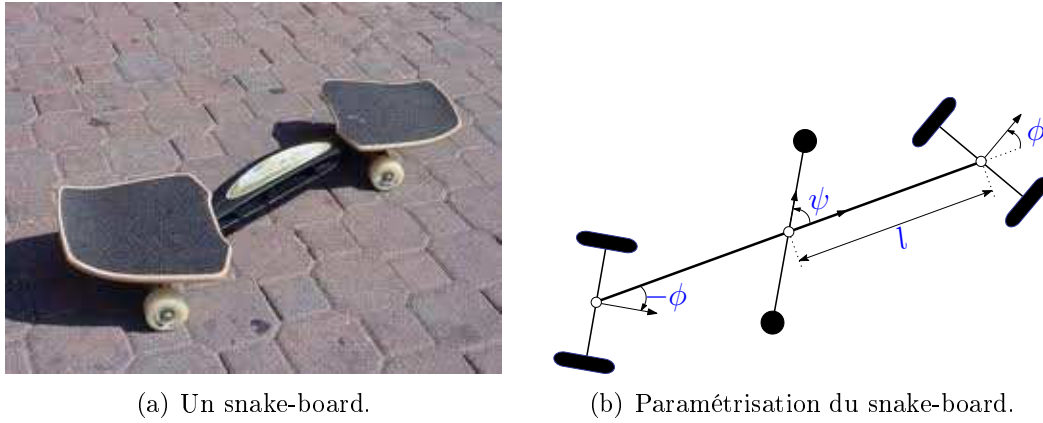 ϕ
ψ
l
−ϕ
(a) Un snake-board.
(b) Paramétrisation du snake-board.